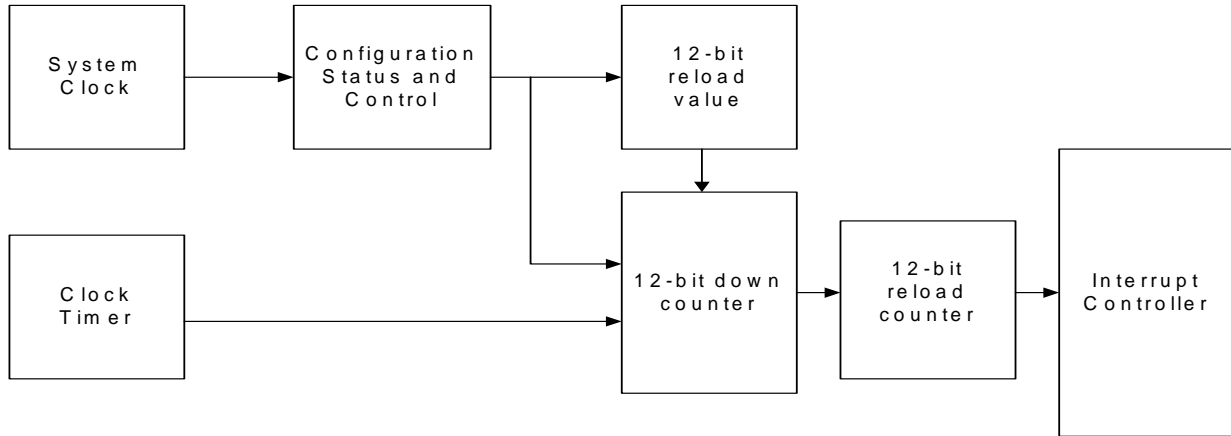 System
Clock
Configuration
Status and
Control
12-bit
reload
value
Clock
Timer
12-bit down
counter
12-bit
reload
counter
Interrupt
Controller